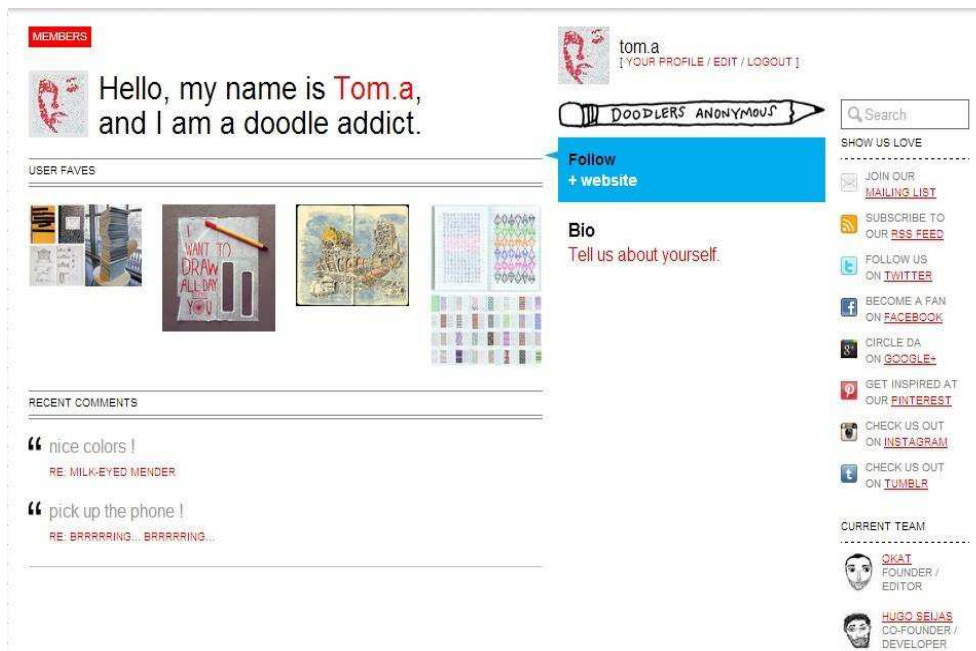 MEMBERS
Hello, my name is Tom.a,
and I am a doodle addict.
USER FAVES
I
WANT TO
DRAW
ALL DAY
YOU
RECENT COMMENTS
“ nice colors !
RE: MILK-EYED MENDER
“ pick up the phone !
RE: BRRRRRING... BRRRRRING...
tom.a
[ YOUR PROFILE / EDIT / LOGOUT ]
DOODLERS ANONYMOUS
Follow
+ website
Bio
Tell us about yourself.
Search
SHOW US LOVE
JOIN OUR
MAILING LIST
SUBSCRIBE TO
OUR RSS FEED
FOLLOW US
ON TWITTER
BECOME A FAN
ON FACEBOOK
CIRCLE DA
ON GOOGLE+
GET INSPIRED AT
OUR PINTEREST
CHECK US OUT
ON INSTAGRAM
CHECK US OUT
ON TUMBLR
CURRENT TEAM
OKAT
FOUNDER /
EDITOR
HUGO SEIJAS
CO-FOUNDER /
DEVELOPER